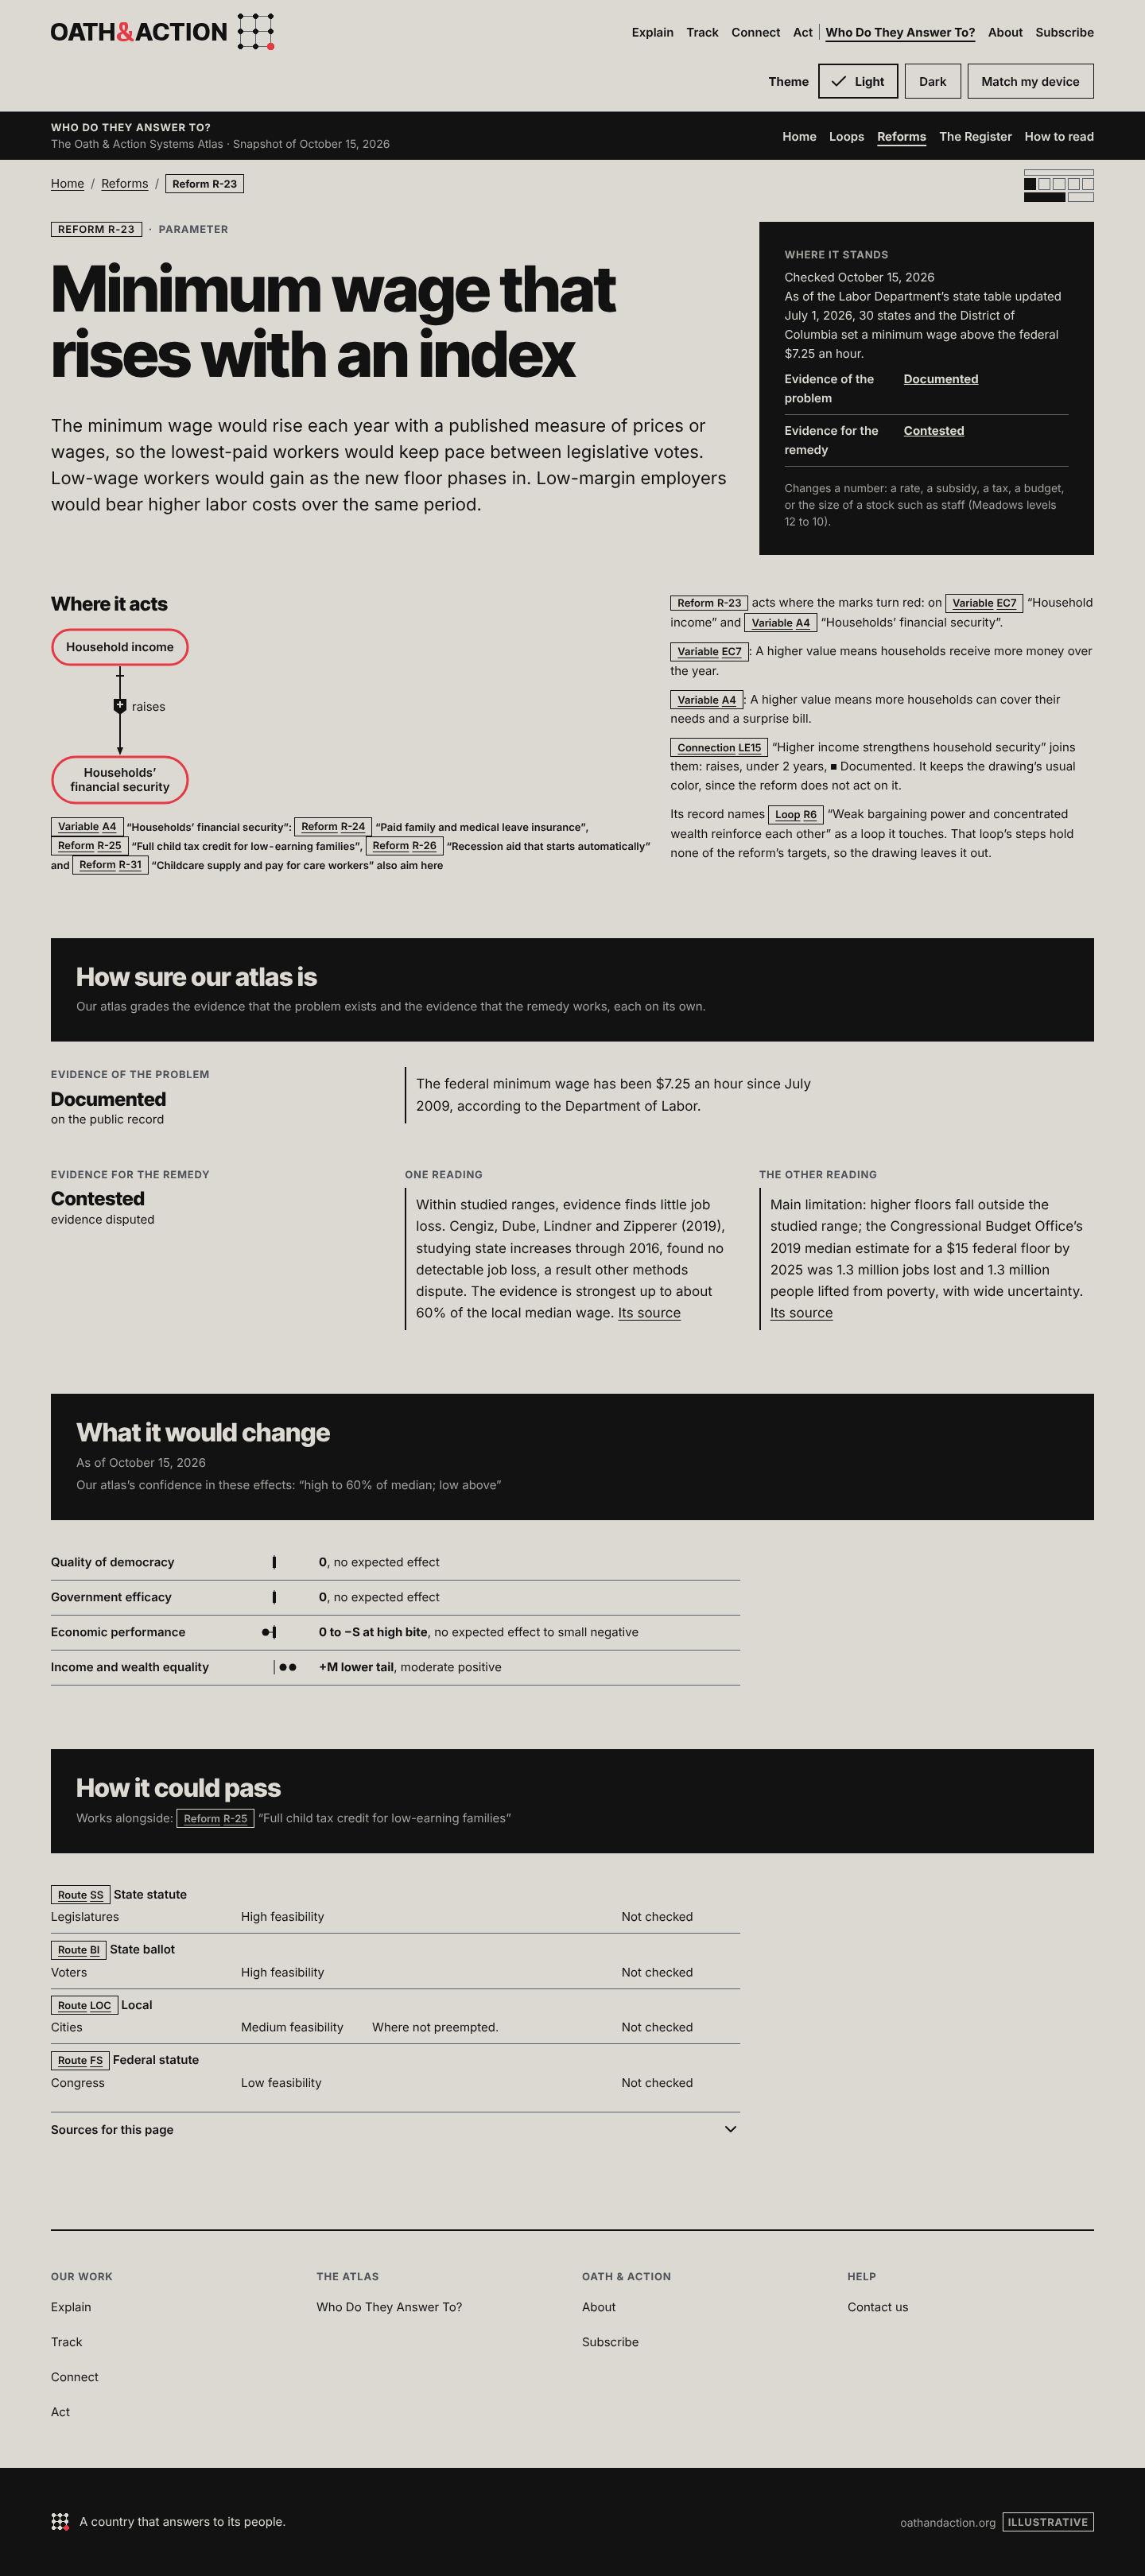 OATH&ACTION
Explain Track Connect Act Who Do They Answer To? About Subscribe
Theme Light Dark Match my device
WHO DO THEY ANSWER TO?
The Oath & Action Systems Atlas · Snapshot of October 15, 2026
Home Loops Reforms The Register How to read
Home / Reforms / Reform R-23
REFORM R-23 · PARAMETER
Minimum wage that
rises with an index
The minimum wage would rise each year with a published measure of prices or
wages, so the lowest-paid workers would keep pace between legislative votes.
Low-wage workers would gain as the new floor phases in. Low-margin employers
would bear higher labor costs over the same period.
WHERE IT STANDS
Checked October 15, 2026
As of the Labor Department’s state table updated
July 1, 2026, 30 states and the District of
Columbia set a minimum wage above the federal
$7.25 an hour.
Evidence of the problem Documented
Evidence for the remedy Contested
Changes a number: a rate, a subsidy, a tax, a budget,
or the size of a stock such as staff (Meadows levels
12 to 10).
Where it acts
Household income
raises
Households’
financial security
Variable A4 “Households’ financial security”: Reform R-24 “Paid family and medical leave insurance”,
Reform R-25 “Full child tax credit for low-earning families”, Reform R-26 “Recession aid that starts automatically”
and Reform R-31 “Childcare supply and pay for care workers” also aim here
Reform R-23 acts where the marks turn red: on Variable EC7 “Household
income” and Variable A4 “Households’ financial security”.
Variable EC7: A higher value means households receive more money over
the year.
Variable A4: A higher value means more households can cover their
needs and a surprise bill.
Connection LE15 “Higher income strengthens household security” joins
them: raises, under 2 years, ■ Documented. It keeps the drawing’s usual
color, since the reform does not act on it.
Its record names Loop R6 “Weak bargaining power and concentrated
wealth reinforce each other” as a loop it touches. That loop’s steps hold
none of the reform’s targets, so the drawing leaves it out.
How sure our atlas is
Our atlas grades the evidence that the problem exists and the evidence that the remedy works, each on its own.
EVIDENCE OF THE PROBLEM
Documented
on the public record
The federal minimum wage has been $7.25 an hour since July
2009, according to the Department of Labor.
EVIDENCE FOR THE REMEDY
Contested
evidence disputed
ONE READING
Within studied ranges, evidence finds little job
loss. Cengiz, Dube, Lindner and Zipperer (2019),
studying state increases through 2016, found no
detectable job loss, a result other methods
dispute. The evidence is strongest up to about
60% of the local median wage. Its source
THE OTHER READING
Main limitation: higher floors fall outside the
studied range; the Congressional Budget Office’s
2019 median estimate for a $15 federal floor by
2025 was 1.3 million jobs lost and 1.3 million
people lifted from poverty, with wide uncertainty.
Its source
What it would change
As of October 15, 2026
Our atlas’s confidence in these effects: “high to 60% of median; low above”
Quality of democracy 0, no expected effect
Government efficacy 0, no expected effect
Economic performance 0 to −S at high bite, no expected effect to small negative
Income and wealth equality +M lower tail, moderate positive
How it could pass
Works alongside: Reform R-25 “Full child tax credit for low-earning families”
Route SS State statute
Legislatures High feasibility Not checked
Route BI State ballot
Voters High feasibility Not checked
Route LOC Local
Cities Medium feasibility Where not preempted. Not checked
Route FS Federal statute
Congress Low feasibility Not checked
Sources for this page
OUR WORK
Explain
Track
Connect
Act
THE ATLAS
Who Do They Answer To?
OATH & ACTION
About
Subscribe
HELP
Contact us
A country that answers to its people.
oathandaction.org ILLUSTRATIVE